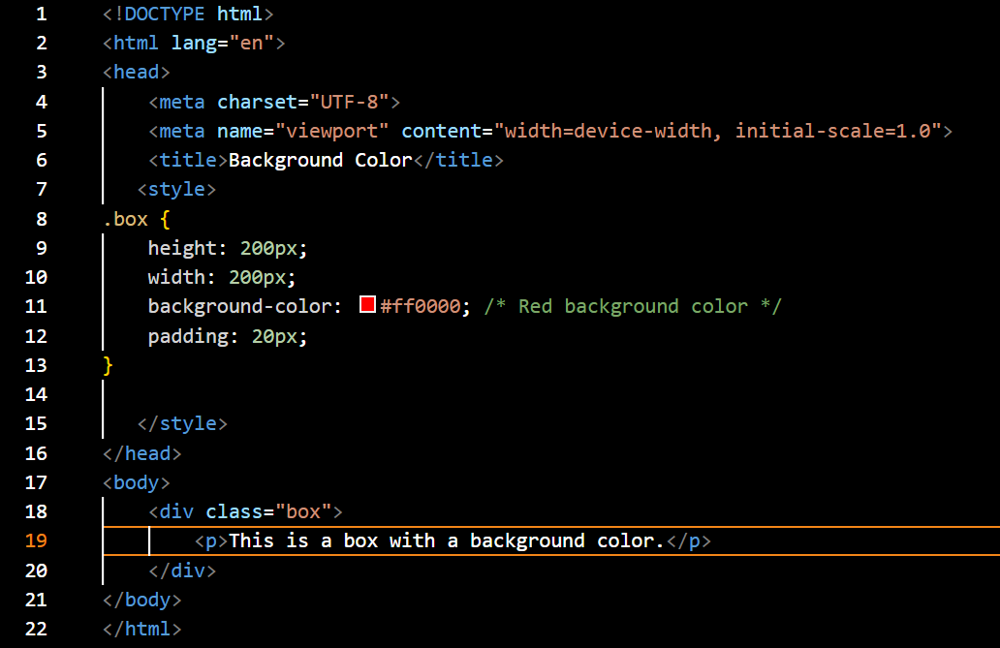 1 <!DOCTYPE html>
2 <html lang="en">
3 <head>
4     <meta charset="UTF-8">
5     <meta name="viewport" content="width=device-width, initial-scale=1.0">
6     <title>Background Color</title>
7    <style>
8 .box {
9     height: 200px;
10     width: 200px;
11     background-color: #ff0000; /* Red background color */
12     padding: 20px;
13 }
14
15    </style>
16 </head>
17 <body>
18     <div class="box">
19         <p>This is a box with a background color.</p>
20     </div>
21 </body>
22 </html>